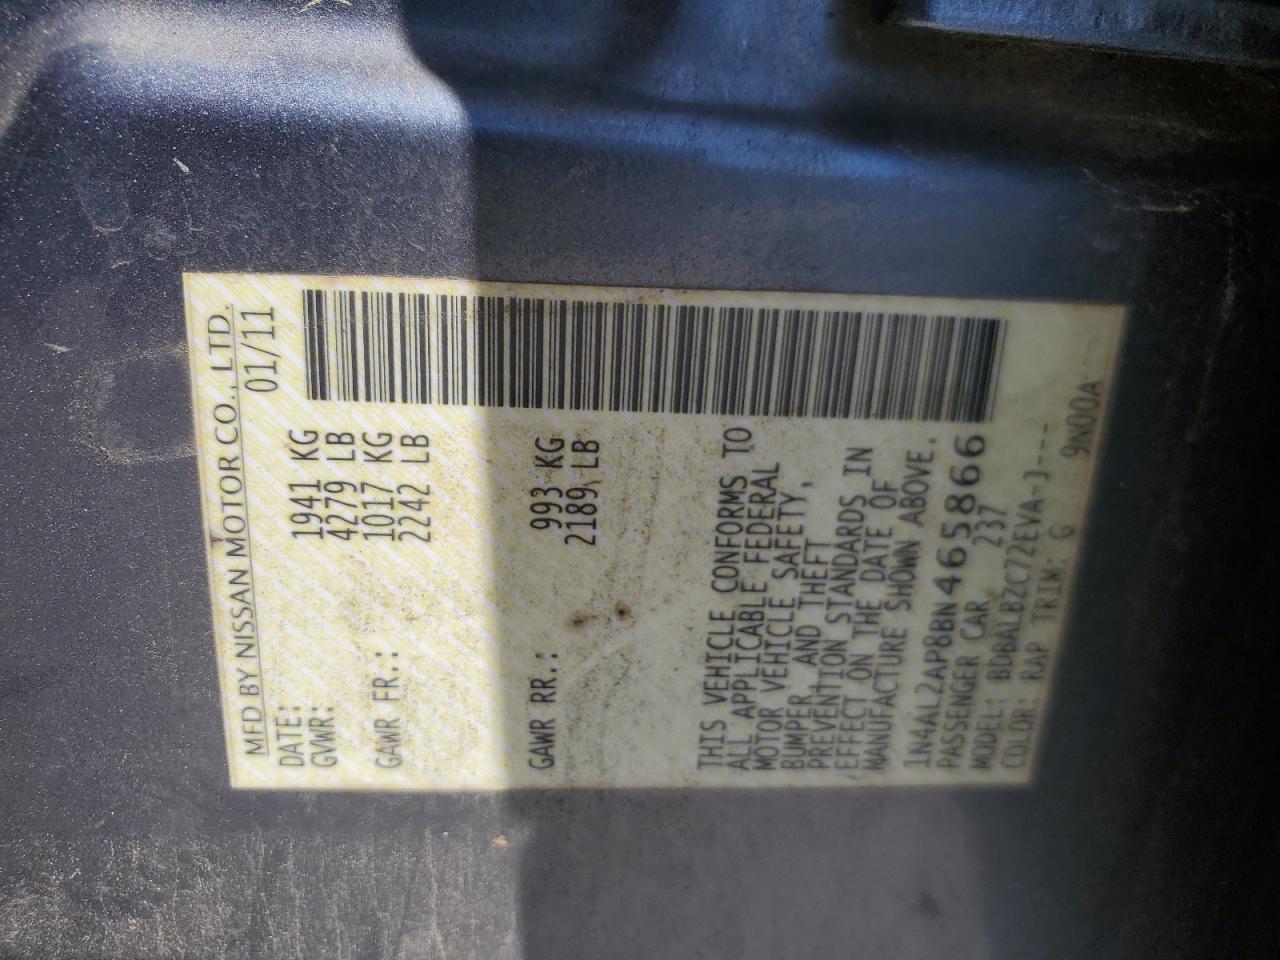 MFD BY NISSAN MOTOR CO., LTD.
DATE: 01/11
GVWR: 1941 KG
4279 LB
GAWR FR.: 1017 KG
2242 LB
GAWR RR.: 993 KG
2189 LB
THIS VEHICLE CONFORMS TO
ALL APPLICABLE FEDERAL
MOTOR VEHICLE SAFETY,
BUMPER, AND THEFT
PREVENTION STANDARDS IN
EFFECT ON THE DATE OF
MANUFACTURE SHOWN ABOVE.
1N4AL2AP8BN465866
PASSENGER CAR 237
MODEL: BDBALBZC72EVA-J---
COLOR: RAP TRIM: G 9N00A